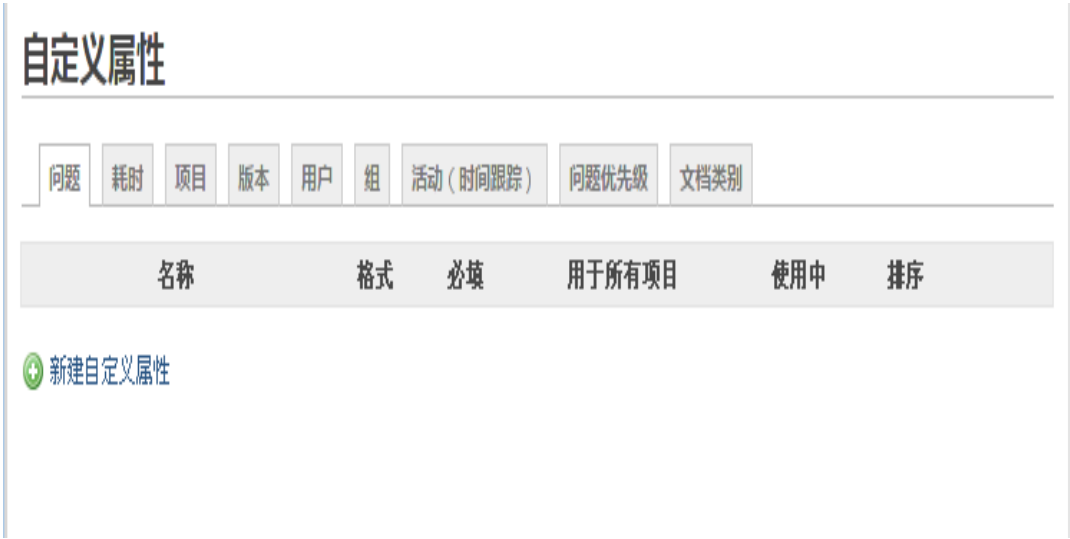 自定义属性
问题 耗时 项目 版本 用户 组 活动（时间跟踪） 问题优先级 文档类别
名称 格式 必填 用于所有项目 使用中 排序
新建自定义属性